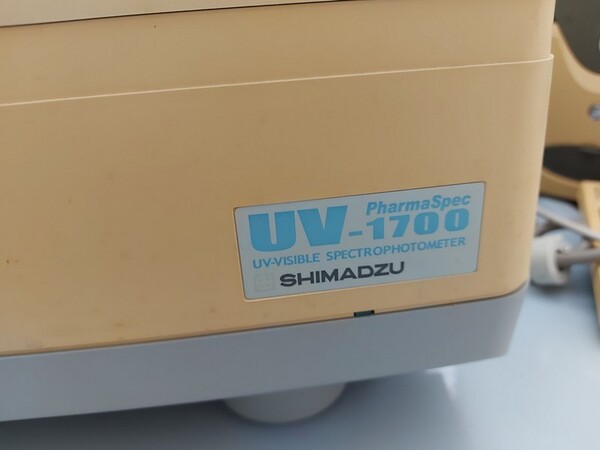 PharmaSpec
UV-1700
UV-VISIBLE SPECTROPHOTOMETER
SHIMADZU